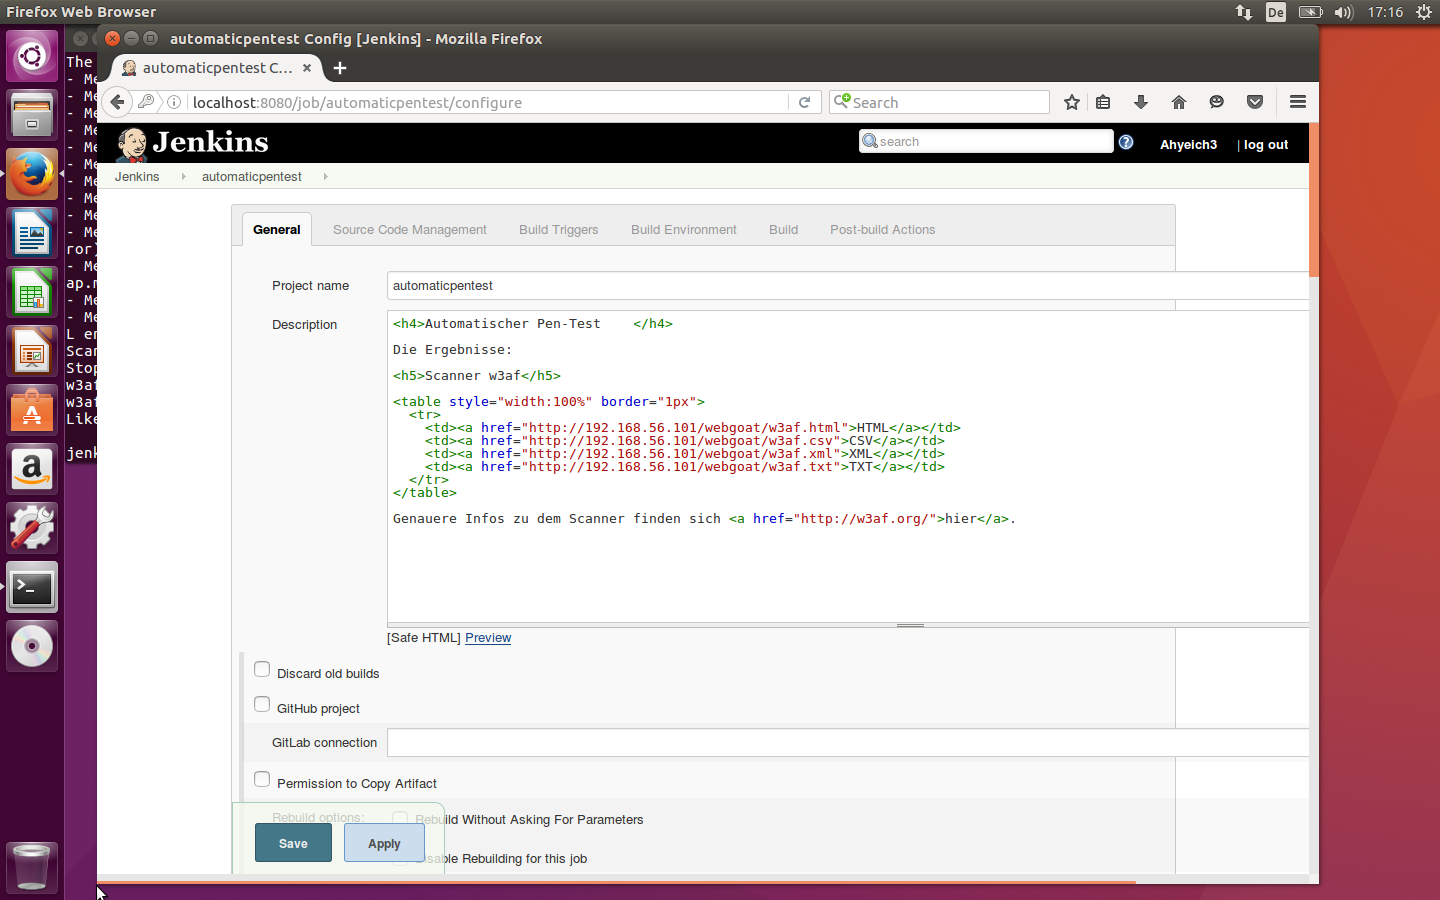 Firefox Web Browser
De
17:16
automaticpentest Config [Jenkins] - Mozilla Firefox
automaticpentest C...
localhost:8080/job/automaticpentest/configure
Search
Jenkins
search
Ahyeich3
| log out
Jenkins
automaticpentest
General
Source Code Management
Build Triggers
Build Environment
Build
Post-build Actions
Project name
automaticpentest
Description
<h4>Automatischer Pen-Test    </h4>
Die Ergebnisse:
<h5>Scanner w3af</h5>
<table style="width:100%" border="1px">
<tr>
<td><a href="http://192.168.56.101/webgoat/w3af.html">HTML</a></td>
<td><a href="http://192.168.56.101/webgoat/w3af.csv">CSV</a></td>
<td><a href="http://192.168.56.101/webgoat/w3af.xml">XML</a></td>
<td><a href="http://192.168.56.101/webgoat/w3af.txt">TXT</a></td>
</tr>
</table>
Genauere Infos zu dem Scanner finden sich <a href="http://w3af.org/">hier</a>.
[Safe HTML] Preview
Discard old builds
GitHub project
GitLab connection
Permission to Copy Artifact
Rebuild options:
Rebuild Without Asking For Parameters
Disable Rebuilding for this job
Save
Apply
The
- Me
- Me
- Me
- Me
- Me
- Me
- Me
- Me
- Me
- Me
ror)
- Me
ap.m
- Me
- Me
L er
Scan
Stop
w3af
w3af
Like
jenk